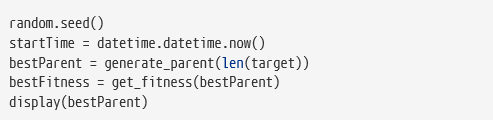 random.seed()
startTime = datetime.datetime.now()
bestParent = generate_parent(len(target))
bestFitness = get_fitness(bestParent)
display(bestParent)